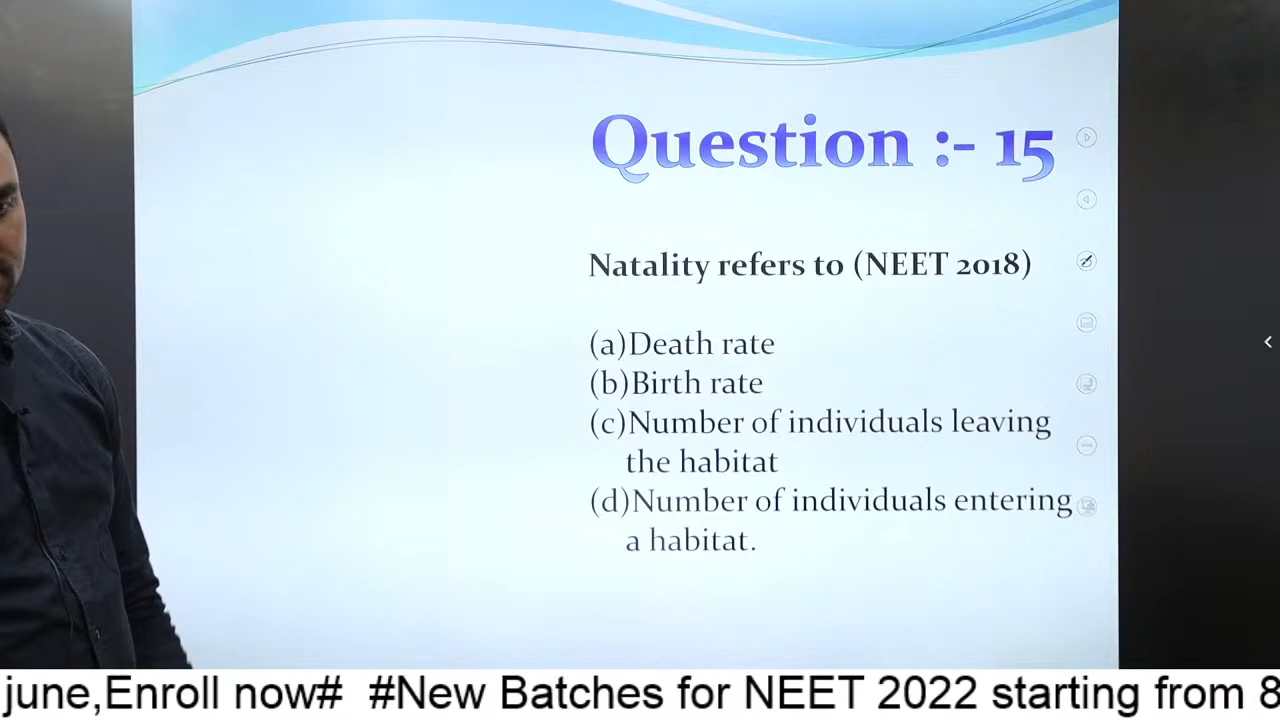 Question :- 15
Natality refers to (NEET 2018)
(a)Death rate
(b)Birth rate
(c)Number of individuals leaving
the habitat
(d)Number of individuals entering
a habitat.
june,Enroll now#  #New Batches for NEET 2022 starting from 8